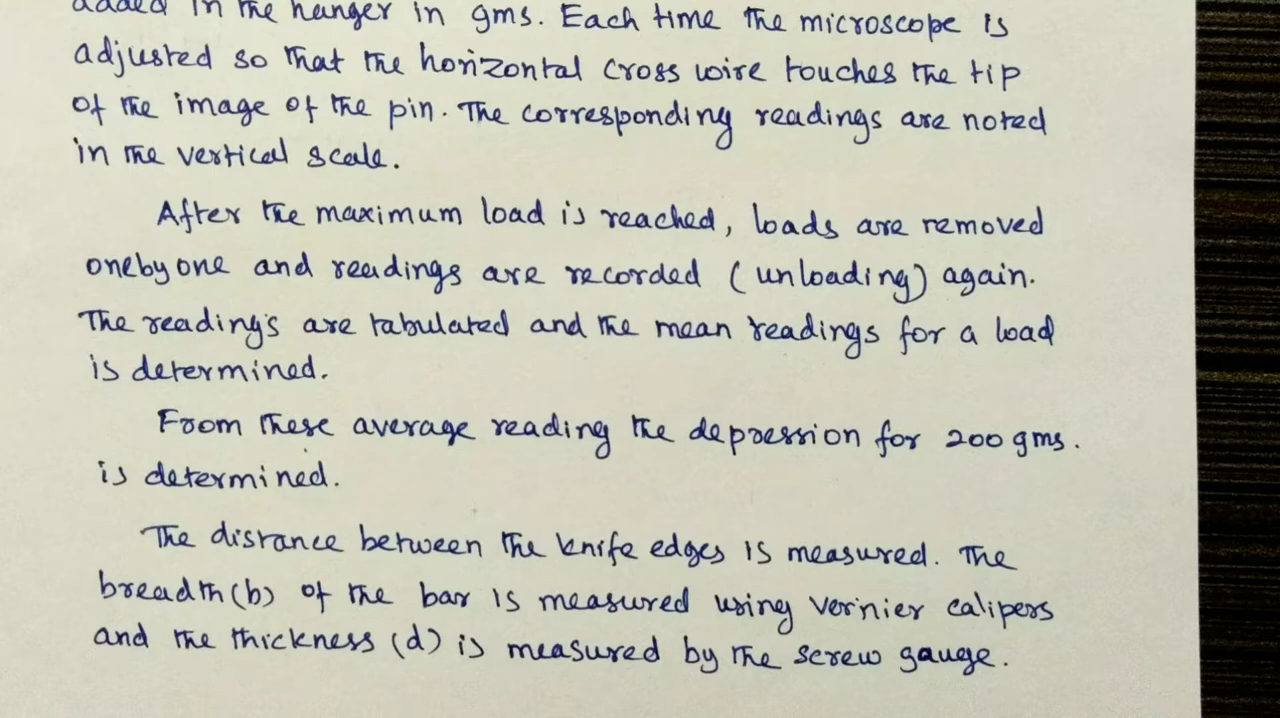 added in the hanger in gms. Each time the microscope is
adjusted so that the horizontal cross wire touches the tip
of the image of the pin. The corresponding readings are noted
in the vertical scale.
After the maximum load is reached, loads are removed
onebyone and readings are recorded (unloading) again.
The reading's are tabulated and the mean readings for a load
is determined.
From these average reading the depression for 200 gms.
is determined.
The distance between the knife edges is measured. The
breadth (b) of the bar is measured using vernier calipers
and the thickness (d) is measured by the screw gauge.